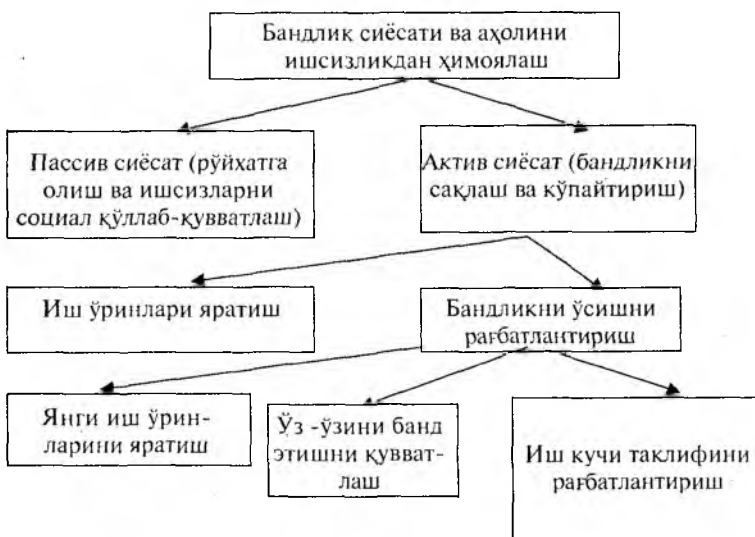 Бандлик сиёсати ва аҳолини
ишсизликдан ҳимоялаш
Пассив сиёсат (рўйхатга
олиш ва ишсизларни
социал қўллаб-қувватлаш)
Актив сиёсат (бандликни
сақлаш ва кўпайтириш)
Иш ўринлари яратиш
Бандликни ўсишни
рағбатлантириш
Янги иш ўрин-
ларини яратиш
Ўз -ўзини банд
этишни қувват-
лаш
Иш кучи таклифини
рағбатлантириш